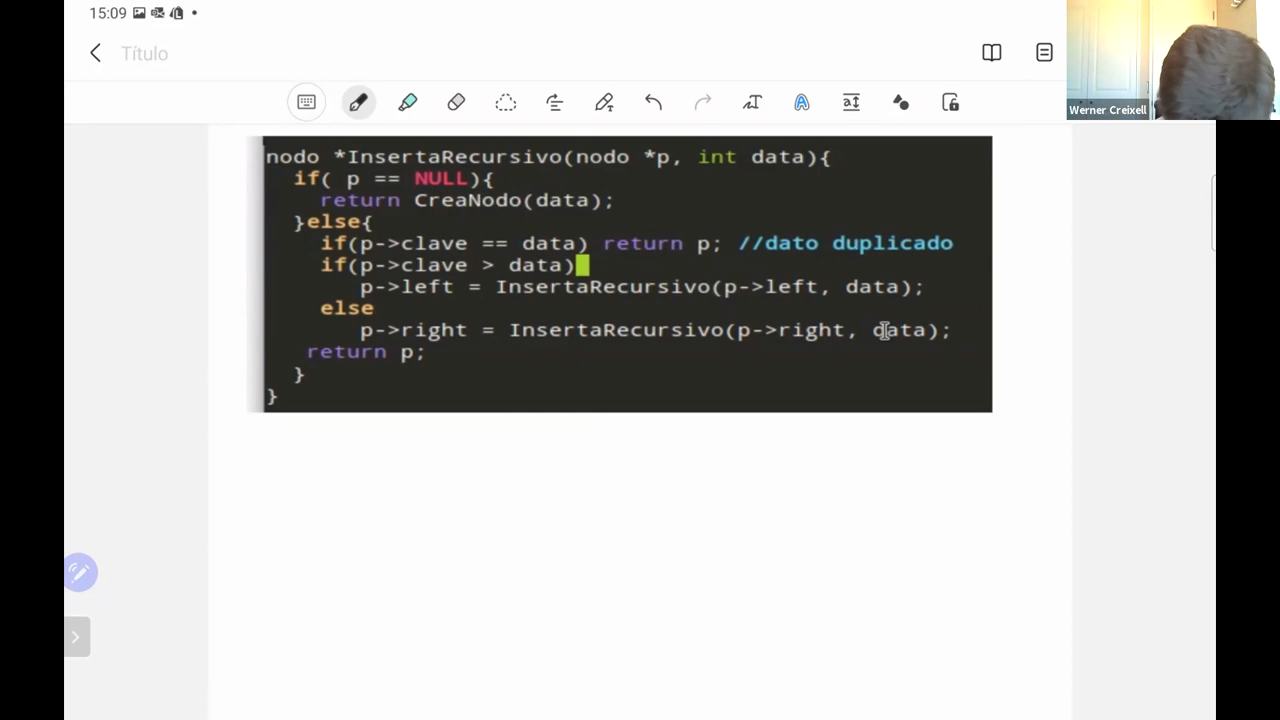 15:09
Título
Werner Creixell
nodo *InsertaRecursivo(nodo *p, int data){
  if( p == NULL){
    return CreaNodo(data);
  }else{
    if(p->clave == data) return p; //dato duplicado
    if(p->clave > data)
       p->left = InsertaRecursivo(p->left, data);
    else
       p->right = InsertaRecursivo(p->right, data);
   return p;
  }
}